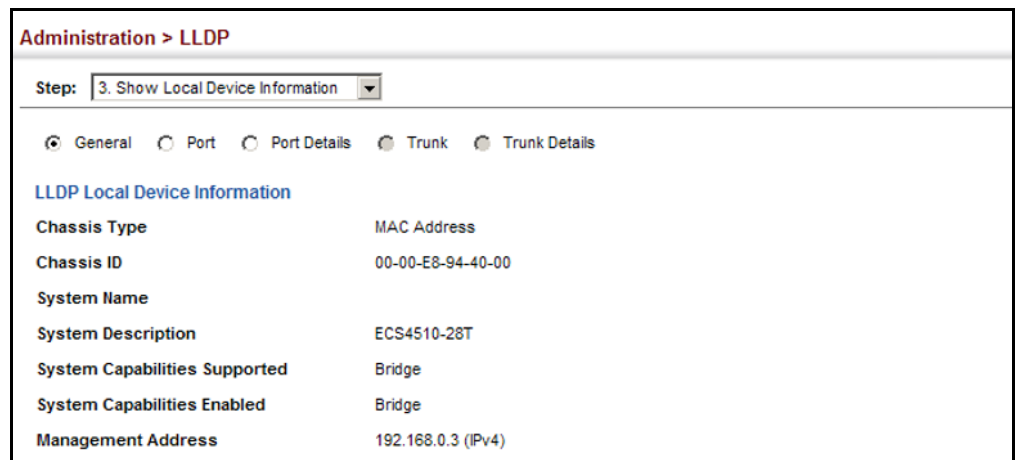 Administration > LLDP
Step: 3. Show Local Device Information
General Port Port Details Trunk Trunk Details
LLDP Local Device Information
Chassis Type MAC Address
Chassis ID 00-00-E8-94-40-00
System Name
System Description ECS4510-28T
System Capabilities Supported Bridge
System Capabilities Enabled Bridge
Management Address 192.168.0.3 (IPv4)